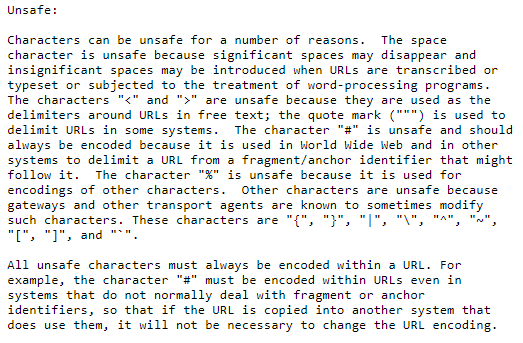 Unsafe:

Characters can be unsafe for a number of reasons.  The space
character is unsafe because significant spaces may disappear and
insignificant spaces may be introduced when URLs are transcribed or
typeset or subjected to the treatment of word-processing programs.
The characters "<" and ">" are unsafe because they are used as the
delimiters around URLs in free text; the quote mark (""") is used to
delimit URLs in some systems.  The character "#" is unsafe and should
always be encoded because it is used in World Wide Web and in other
systems to delimit a URL from a fragment/anchor identifier that might
follow it.  The character "%" is unsafe because it is used for
encodings of other characters.  Other characters are unsafe because
gateways and other transport agents are known to sometimes modify
such characters. These characters are "{", "}", "|", "\", "^", "~",
"[", "]", and "`".

All unsafe characters must always be encoded within a URL. For
example, the character "#" must be encoded within URLs even in
systems that do not normally deal with fragment or anchor
identifiers, so that if the URL is copied into another system that
does use them, it will not be necessary to change the URL encoding.